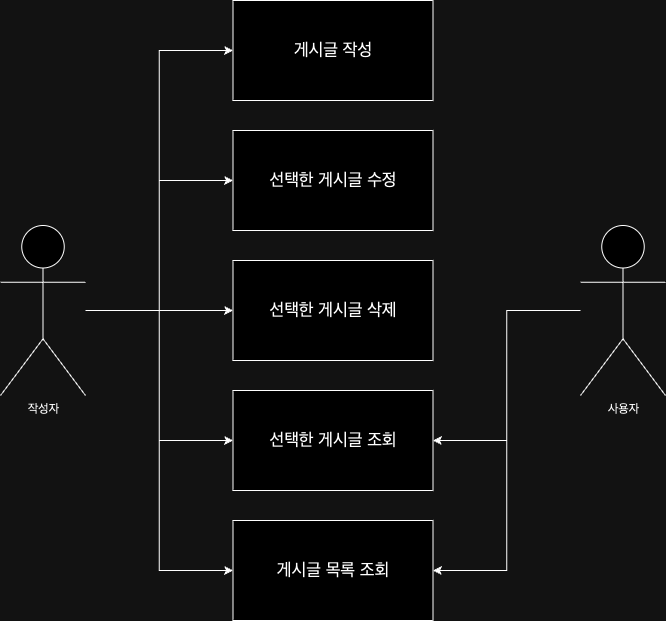 게시글 작성
선택한 게시글 수정
선택한 게시글 삭제
작성자
사용자
선택한 게시글 조회
게시글 목록 조회